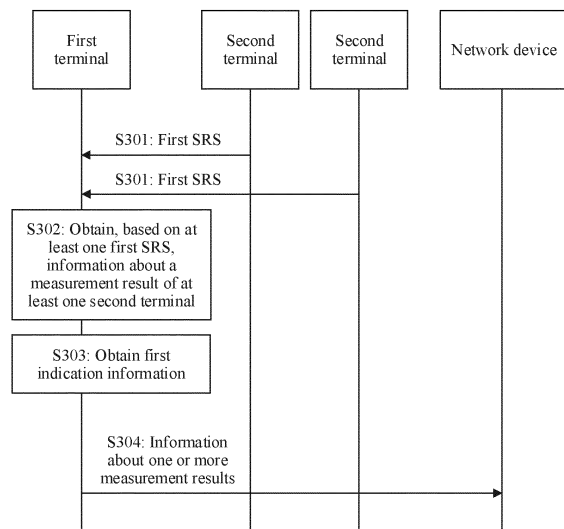 First
terminal
Second
terminal
Second
terminal
Network device
S301: First SRS
S301: First SRS
S302: Obtain, based on at
least one first SRS,
information about a
measurement result of at
least one second terminal
S303: Obtain first
indication information
S304: Information
about one or more
measurement results